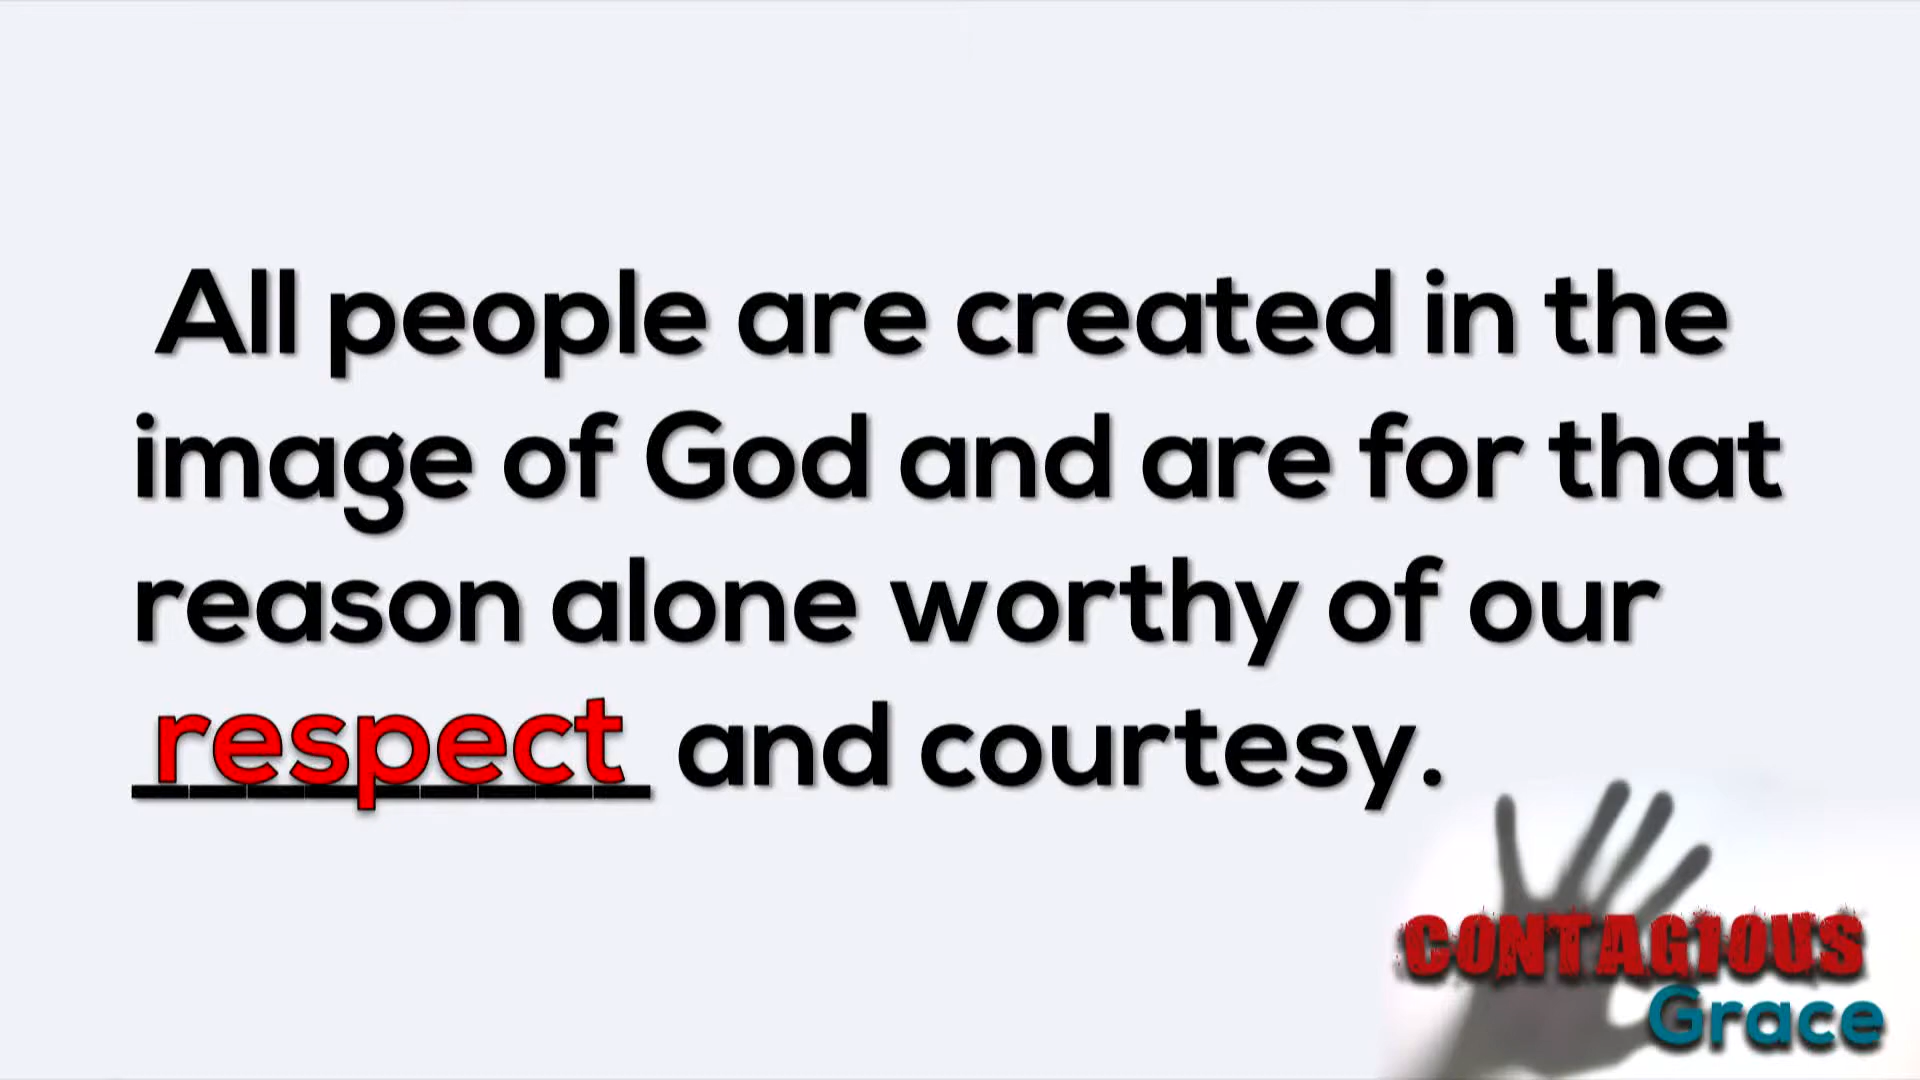 All people are created in the
image of God and are for that
reason alone worthy of our
respect and courtesy.
CONTAGIOUS
Grace